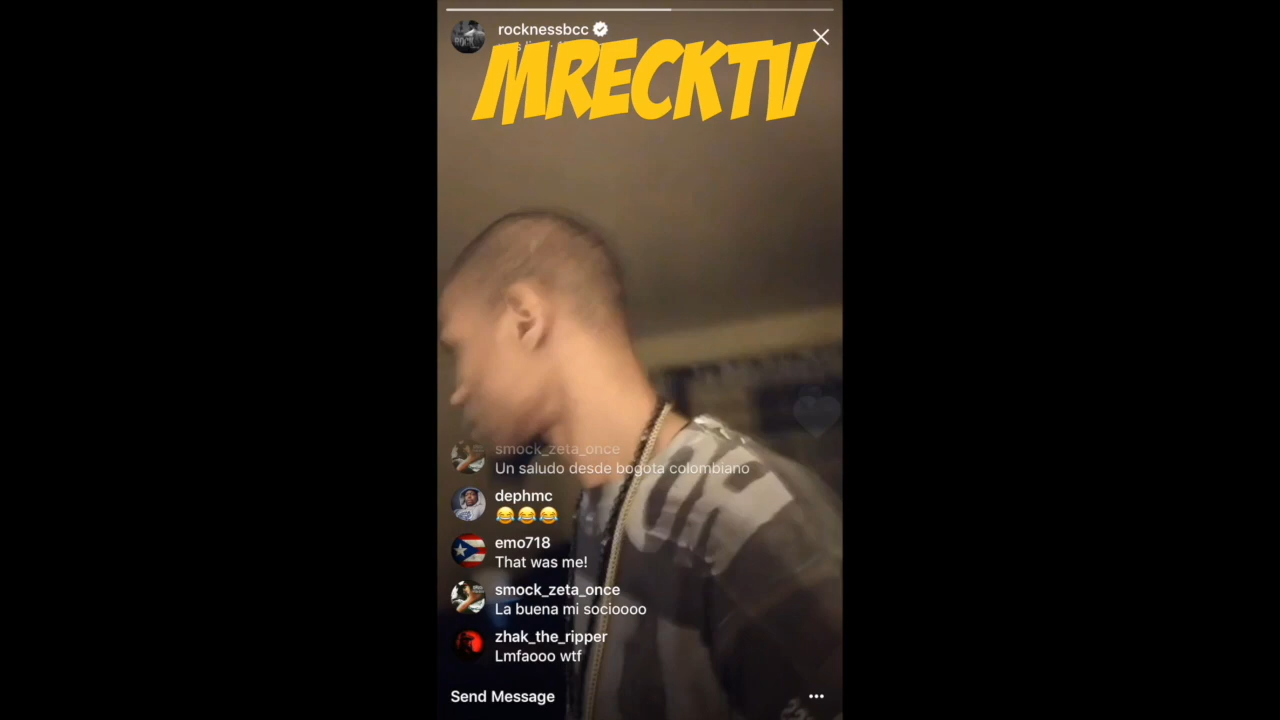 rocknessbcc
MRECKTV
smock_zeta_once
Un saludo desde bogota colombiano
dephmc
😂😂😂
emo718
That was me!
smock_zeta_once
La buena mi socioooo
zhak_the_ripper
Lmfaooo wtf
Send Message